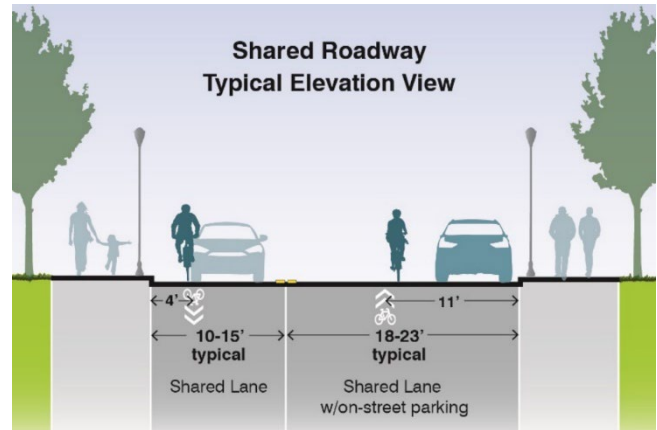 Shared Roadway
Typical Elevation View
4’
11’
10-15’
typical
18-23’
typical
Shared Lane
Shared Lane
w/on-street parking